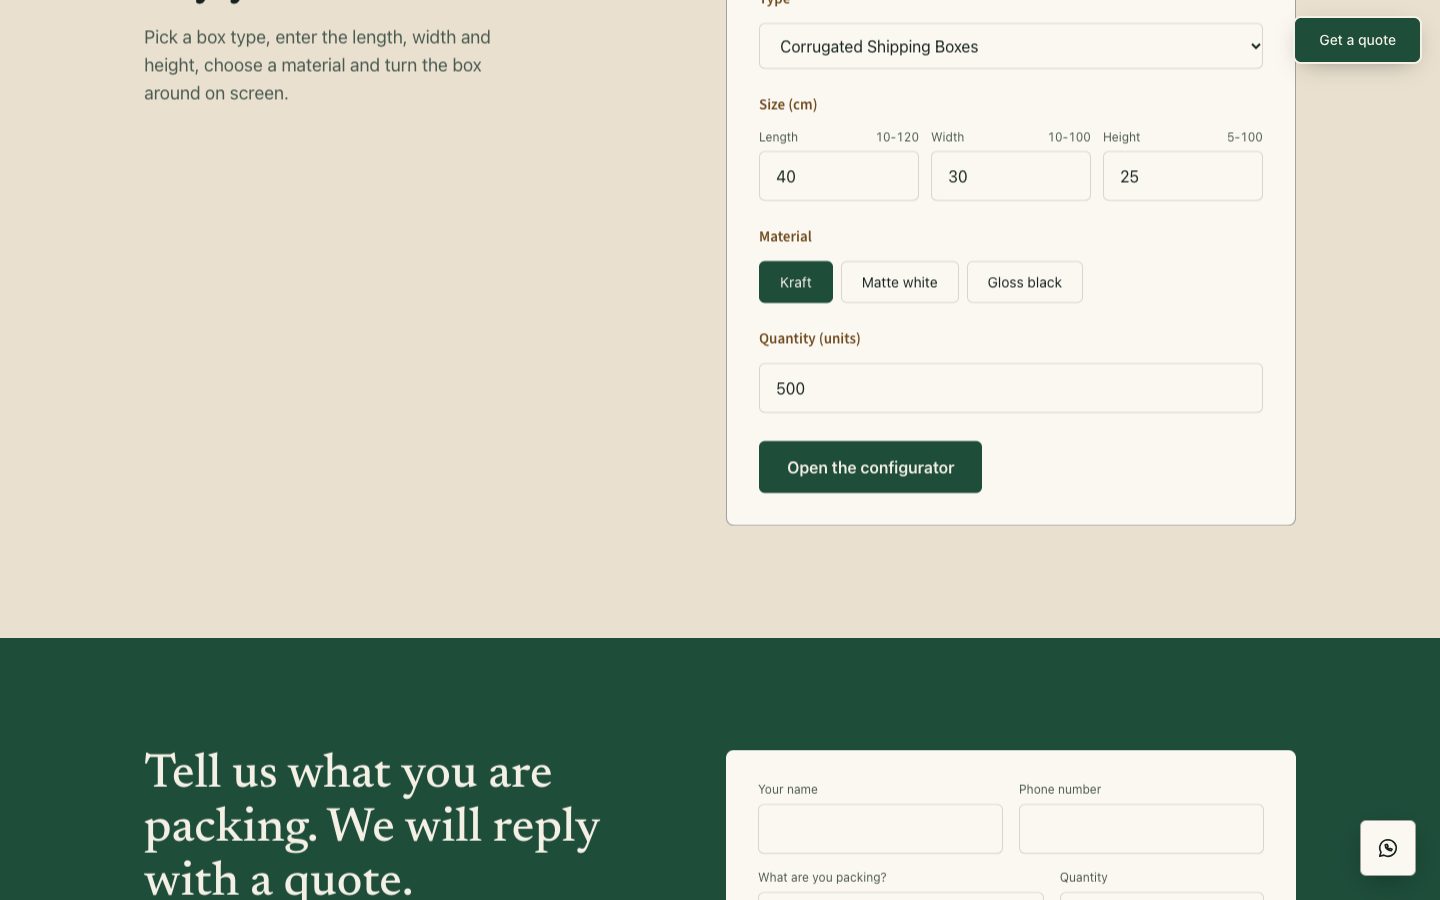 Pick a box type, enter the length, width and
height, choose a material and turn the box
around on screen.
Type
Corrugated Shipping Boxes
Get a quote
Size (cm)
Length 10-120 Width 10-100 Height 5-100
40 30 25
Material
Kraft Matte white Gloss black
Quantity (units)
500
Open the configurator
Tell us what you are
packing. We will reply
with a quote.
Your name Phone number
What are you packing? Quantity